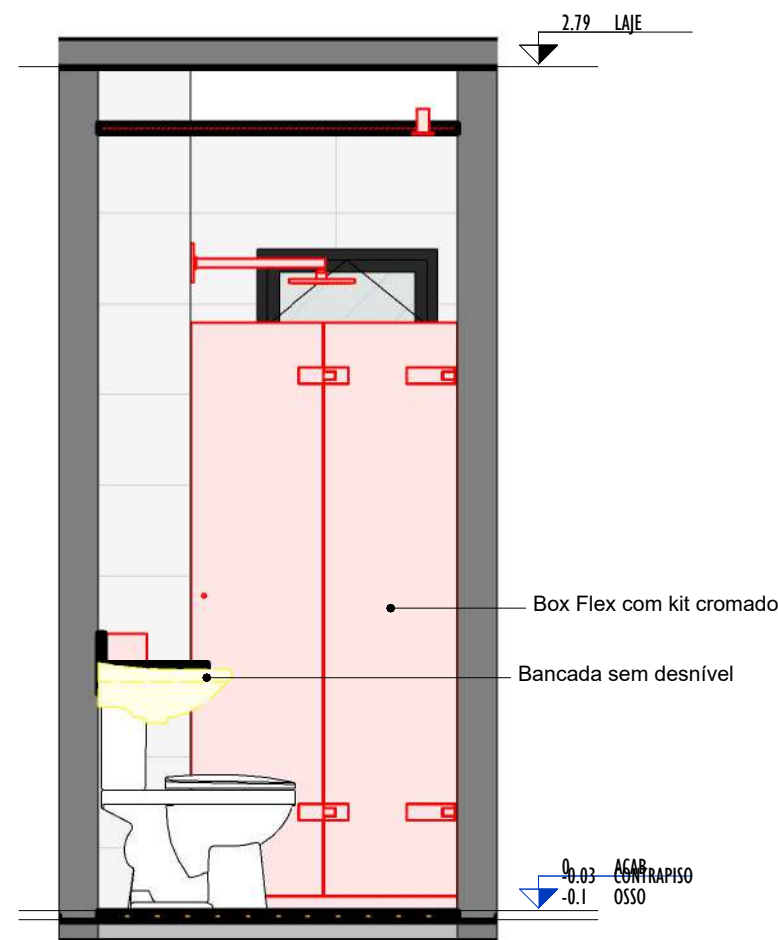 2.79 LAJE
Box Flex com kit cromado
Bancada sem desnível
0 ACAB
-0.03 CONTRAPISO
-0.1 OSSO